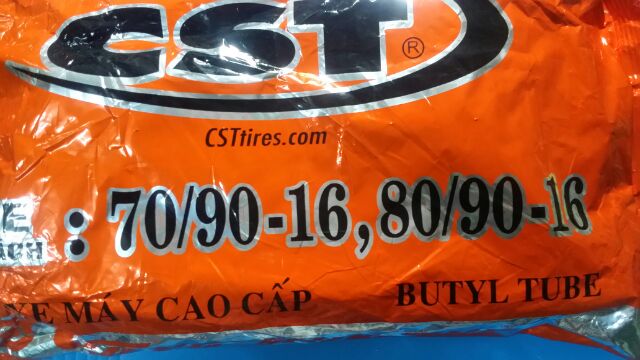 CST®
CSTtires.com
: 70/90-16, 80/90-16
XE MÁY CAO CẤP BUTYL TUBE